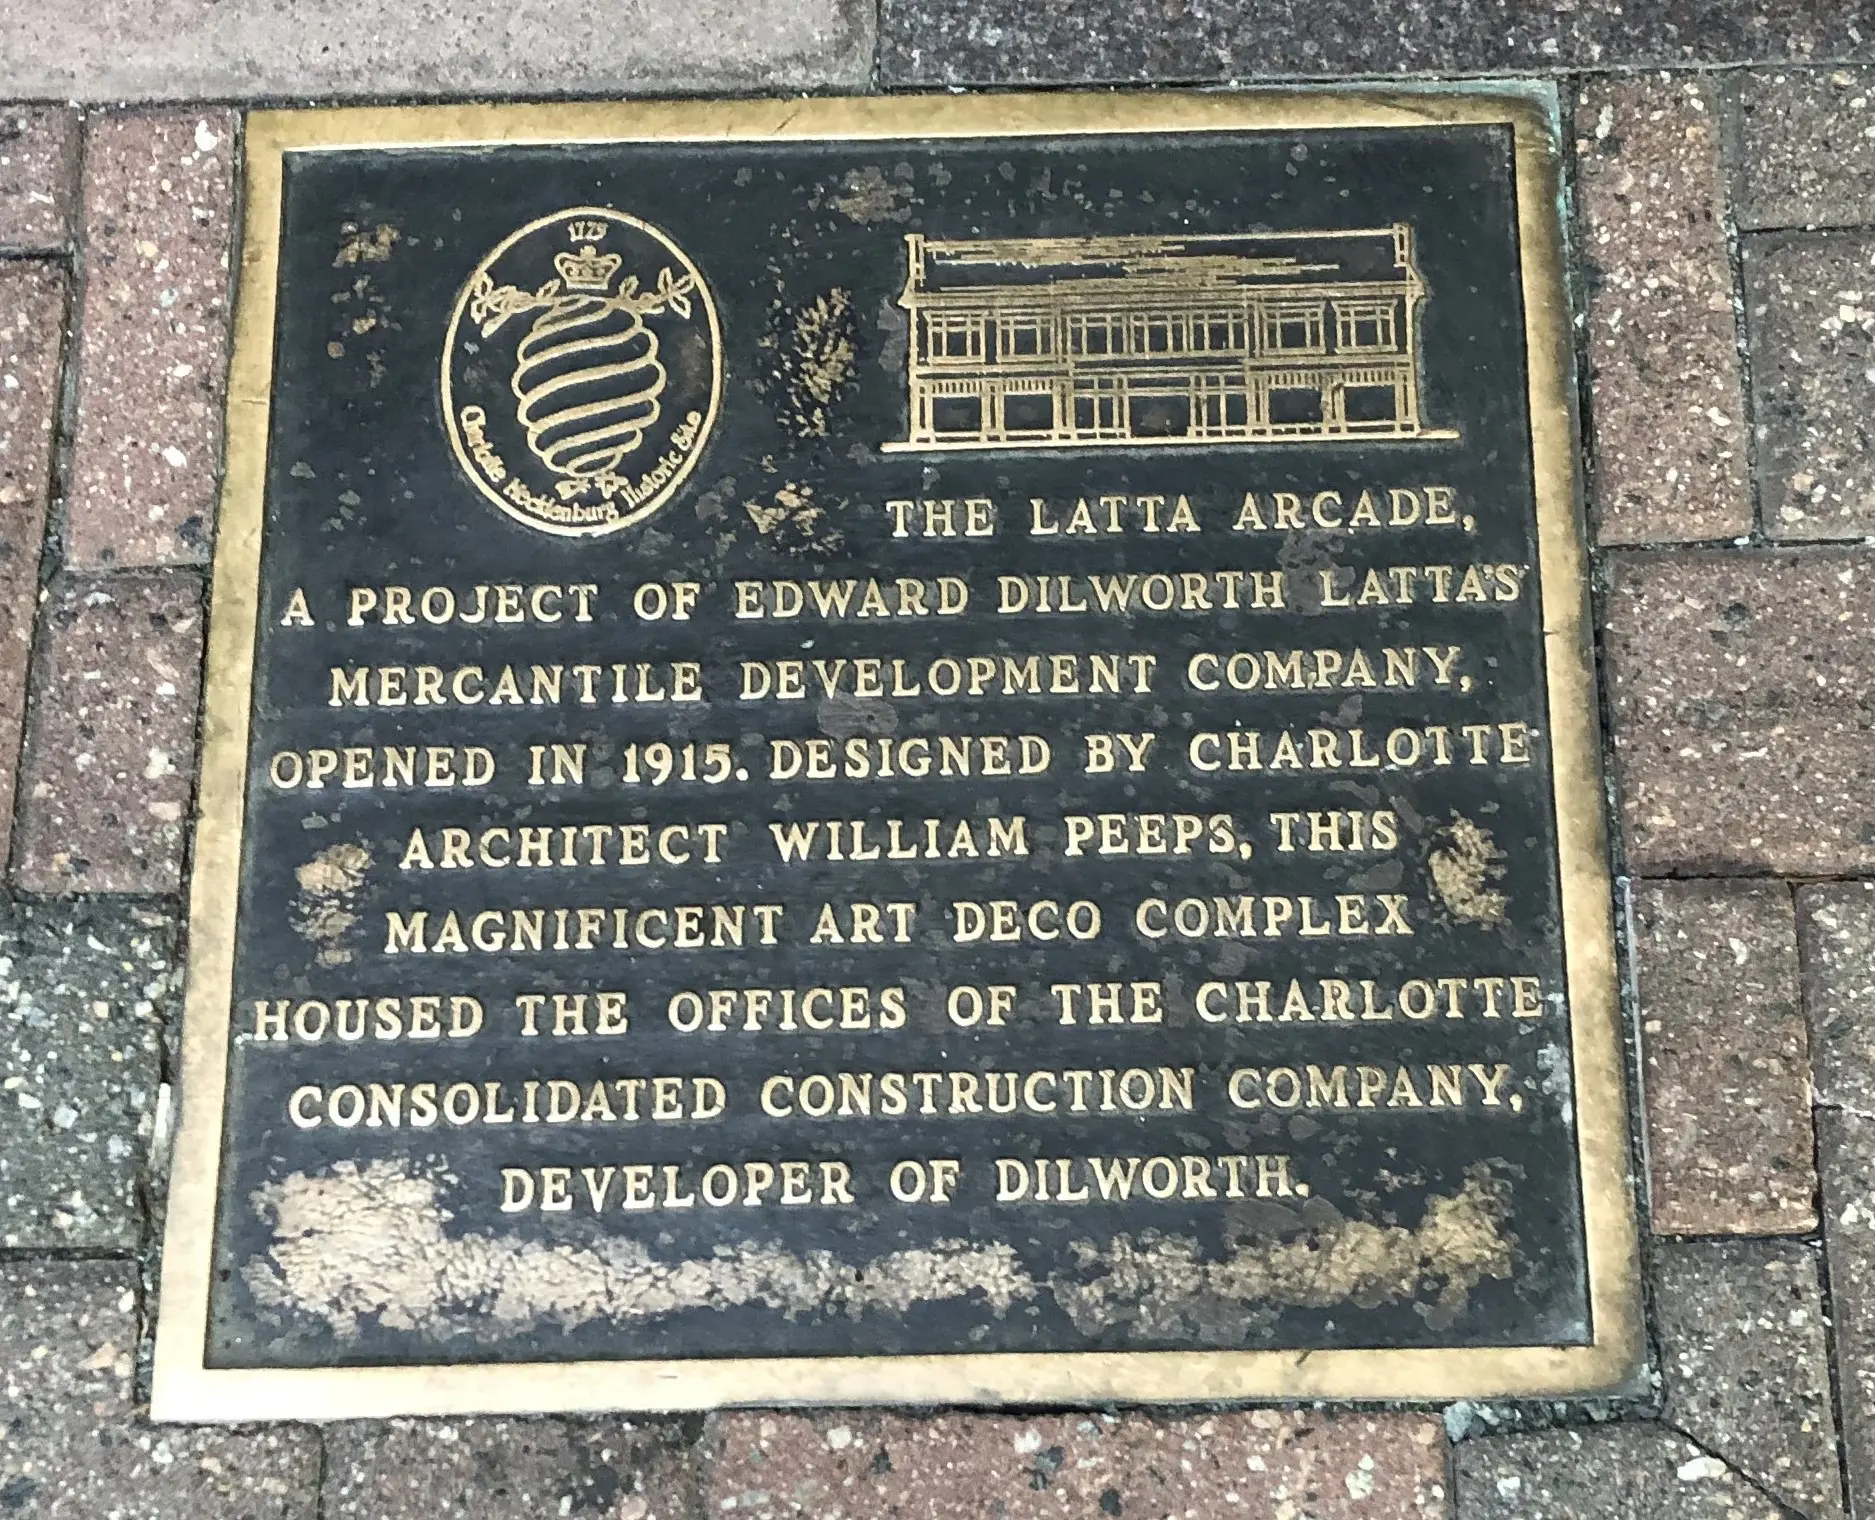 1775
Charlotte Mecklenburg Historic Site
THE LATTA ARCADE,
A PROJECT OF EDWARD DILWORTH LATTA'S
MERCANTILE DEVELOPMENT COMPANY,
OPENED IN 1915. DESIGNED BY CHARLOTTE
ARCHITECT WILLIAM PEEPS, THIS
MAGNIFICENT ART DECO COMPLEX
HOUSED THE OFFICES OF THE CHARLOTTE
CONSOLIDATED CONSTRUCTION COMPANY,
DEVELOPER OF DILWORTH.